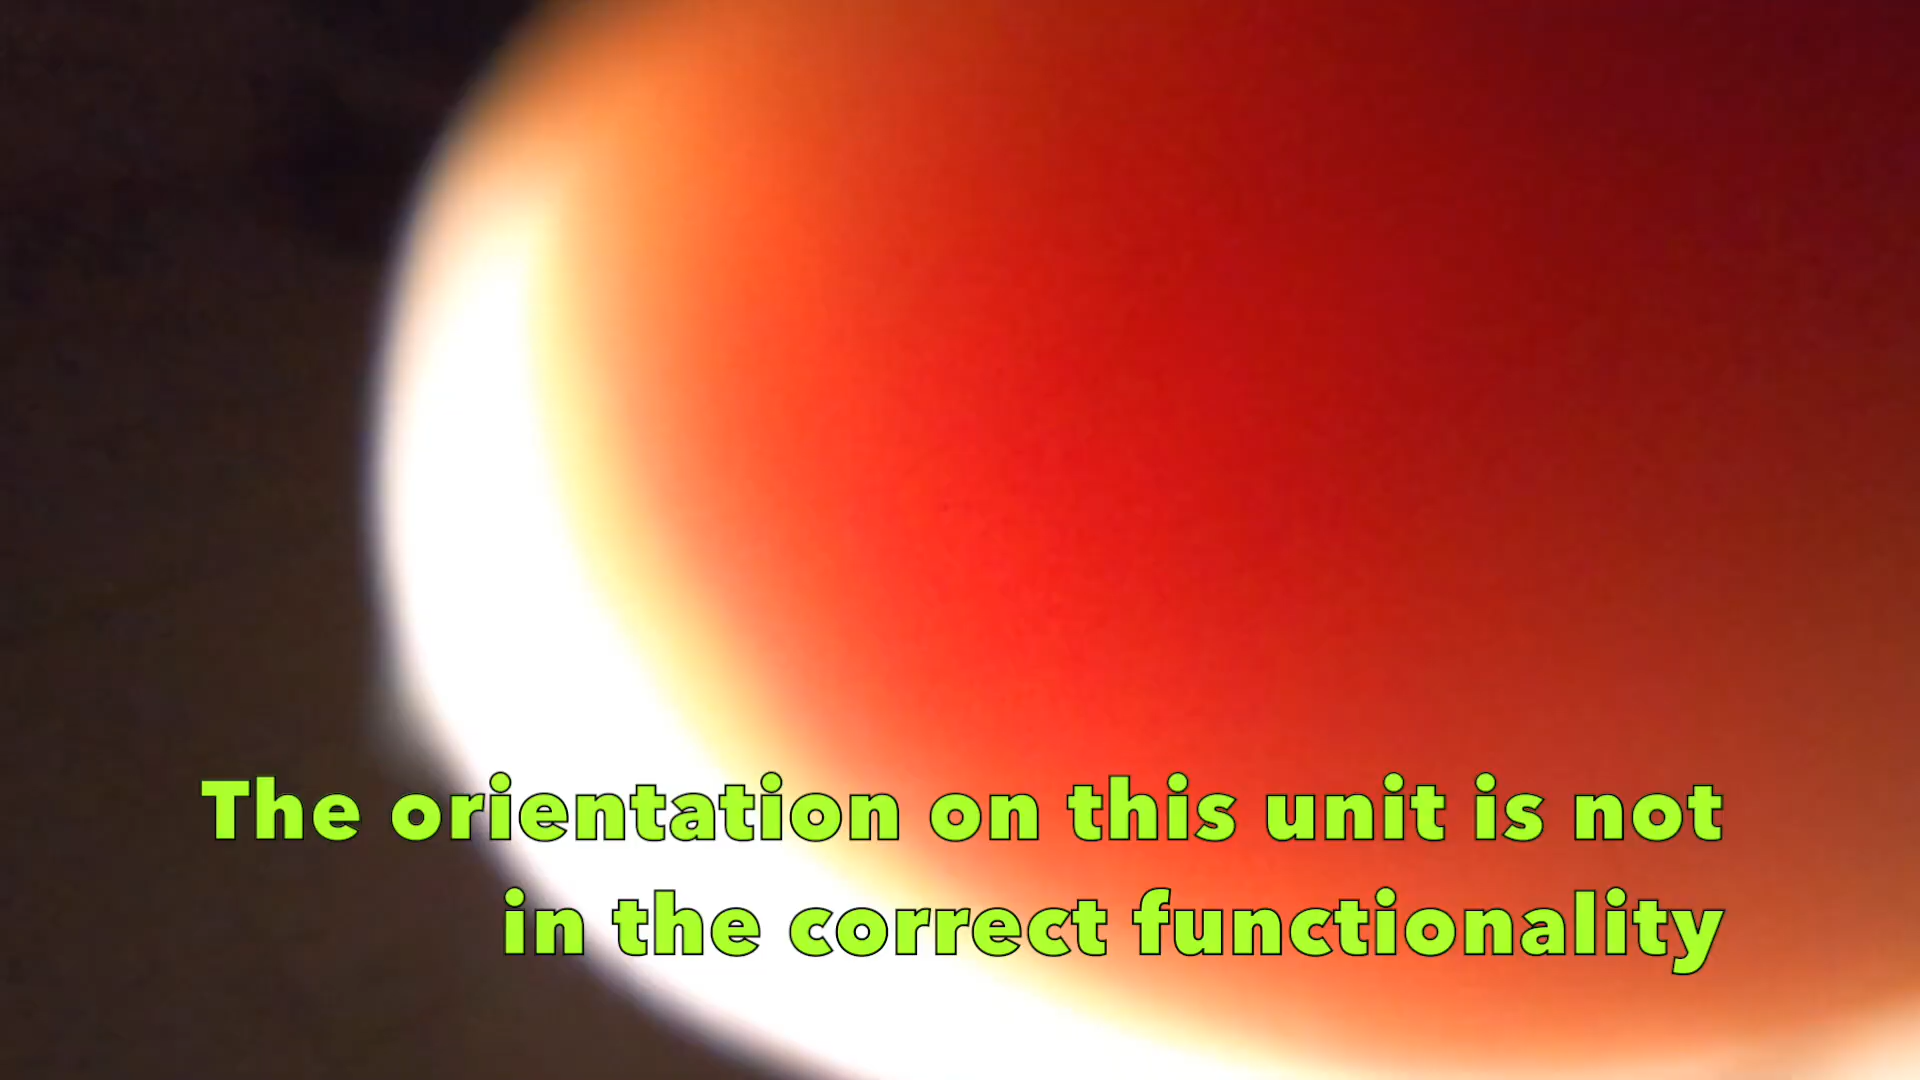 The orientation on this unit is not
in the correct functionality